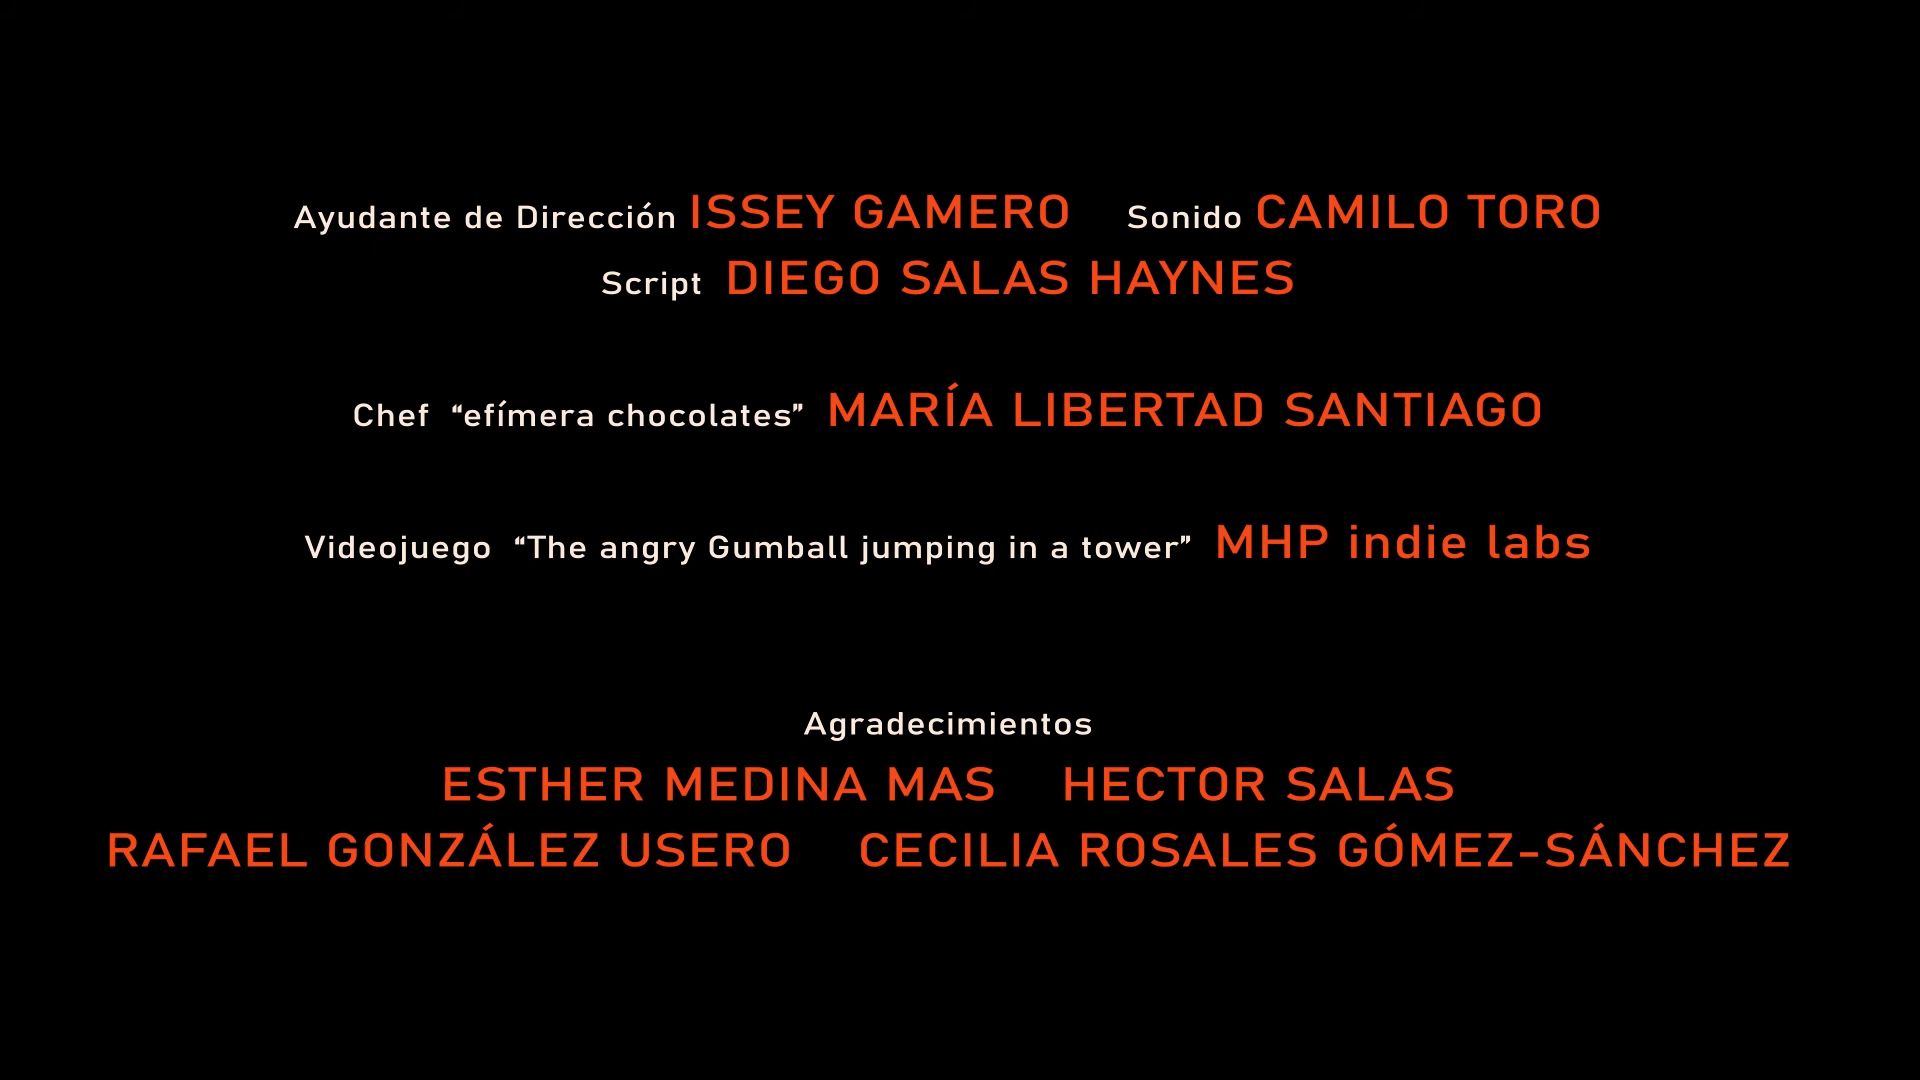 Ayudante de Dirección ISSEY GAMERO Sonido CAMILO TORO
Script DIEGO SALAS HAYNES
Chef “efímera chocolates” MARÍA LIBERTAD SANTIAGO
Videojuego “The angry Gumball jumping in a tower” MHP indie labs
Agradecimientos
ESTHER MEDINA MAS HECTOR SALAS
RAFAEL GONZÁLEZ USERO CECILIA ROSALES GÓMEZ-SÁNCHEZ